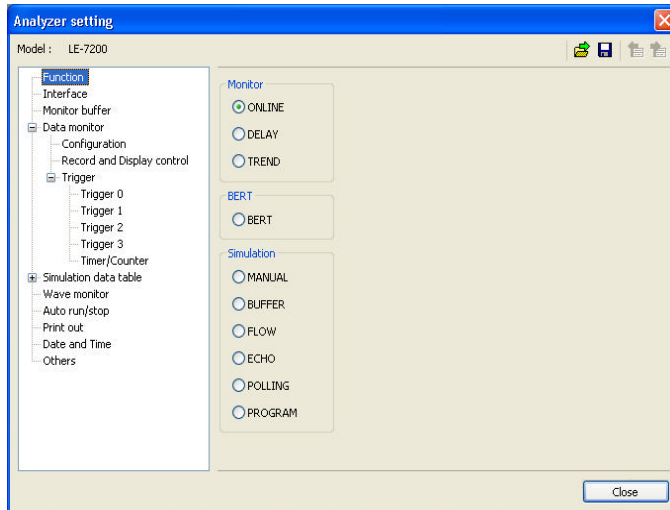 Analyzer setting
Model : LE-7200
Function
Interface
Monitor buffer
Data monitor
Configuration
Record and Display control
Trigger
Trigger 0
Trigger 1
Trigger 2
Trigger 3
Timer/Counter
Simulation data table
Wave monitor
Auto run/stop
Print out
Date and Time
Others
Monitor
ONLINE
DELAY
TREND
BERT
BERT
Simulation
MANUAL
BUFFER
FLOW
ECHO
POLLING
PROGRAM
Close